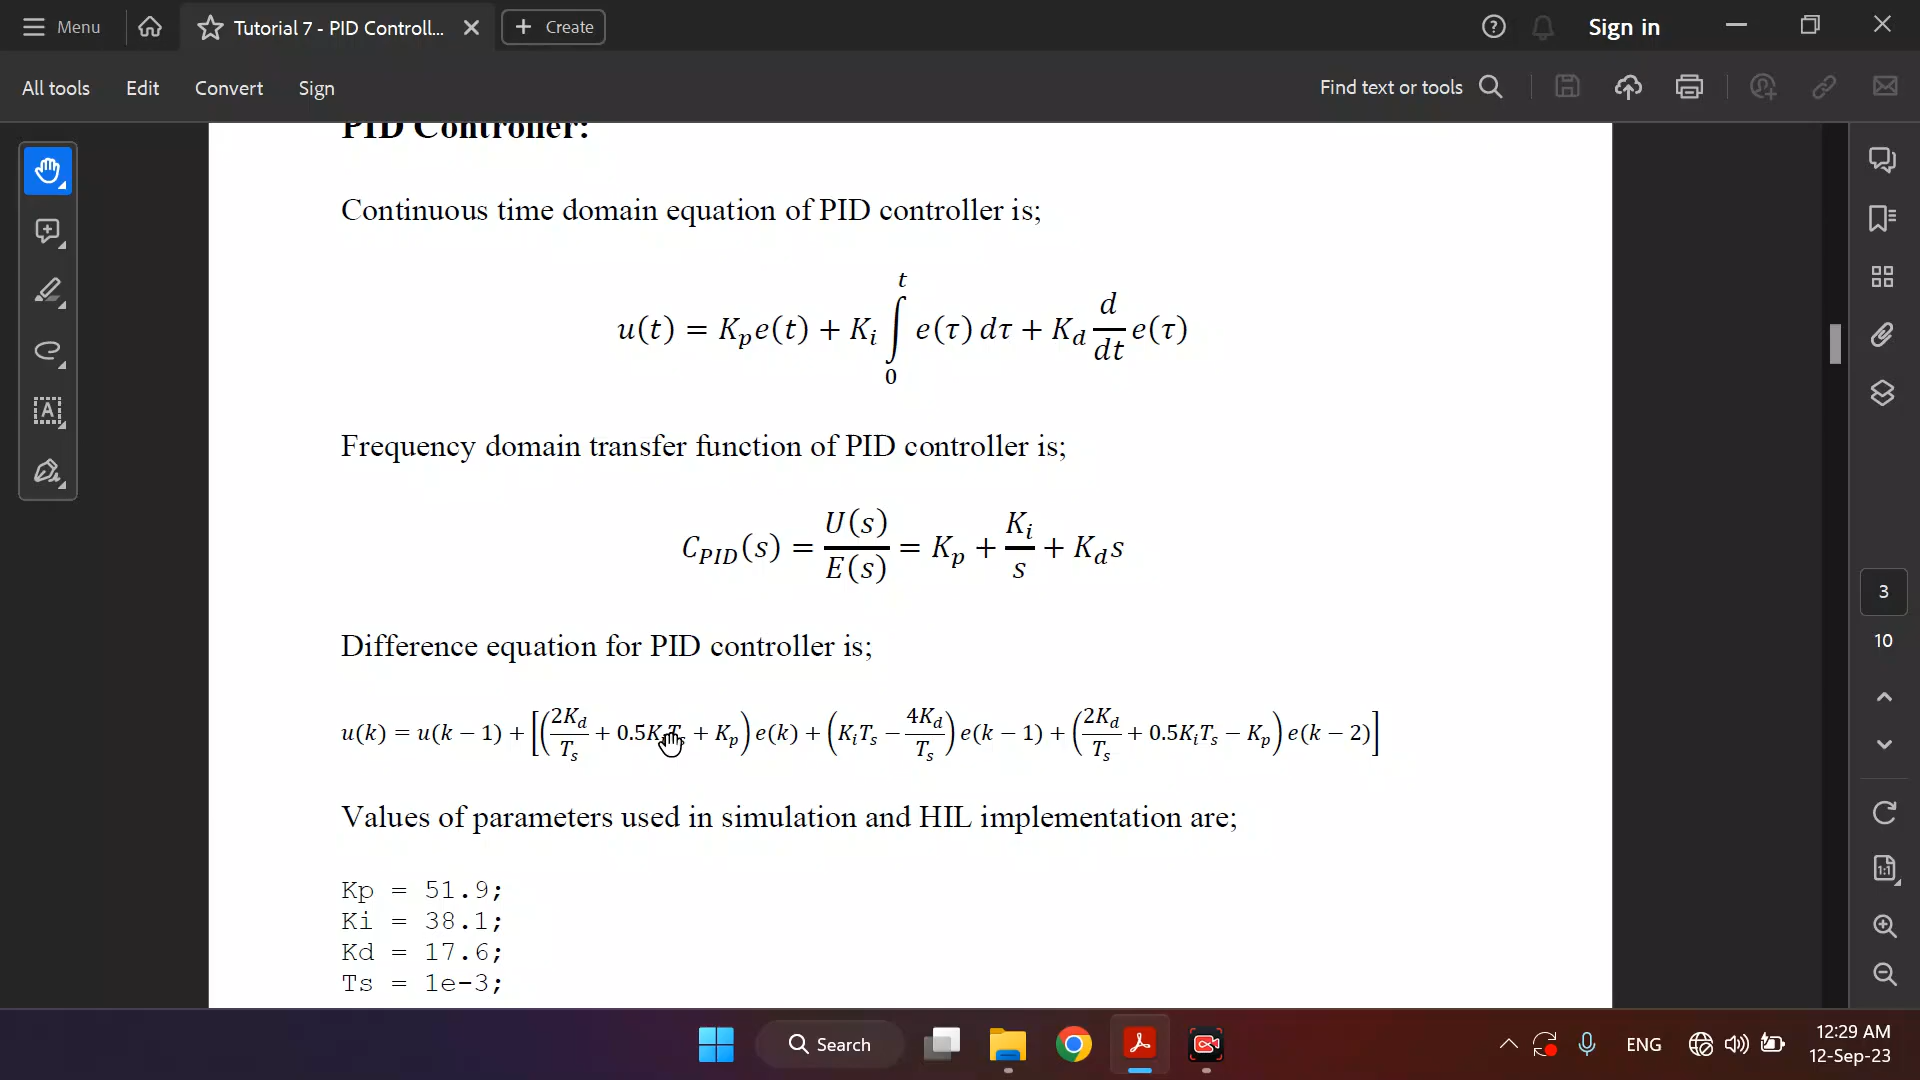 Menu
Tutorial 7 - PID Controll...
Create
Sign in
All tools
Edit
Convert
Sign
Find text or tools
PID Controller:
Continuous time domain equation of PID controller is;
u(t) = K_p e(t) + K_i ∫_0^t e(τ) dτ + K_d d/dt e(τ)
Frequency domain transfer function of PID controller is;
C_PID(s) = U(s)/E(s) = K_p + K_i/s + K_d s
Difference equation for PID controller is;
u(k) = u(k − 1) + [(2K_d/T_s + 0.5K_iT_s + K_p) e(k) + (K_iT_s − 4K_d/T_s) e(k − 1) + (2K_d/T_s + 0.5K_iT_s − K_p) e(k − 2)]
Values of parameters used in simulation and HIL implementation are;
Kp = 51.9;
Ki = 38.1;
Kd = 17.6;
Ts = 1e-3;
3
10
1:1
Search
ENG
12:29 AM
12-Sep-23